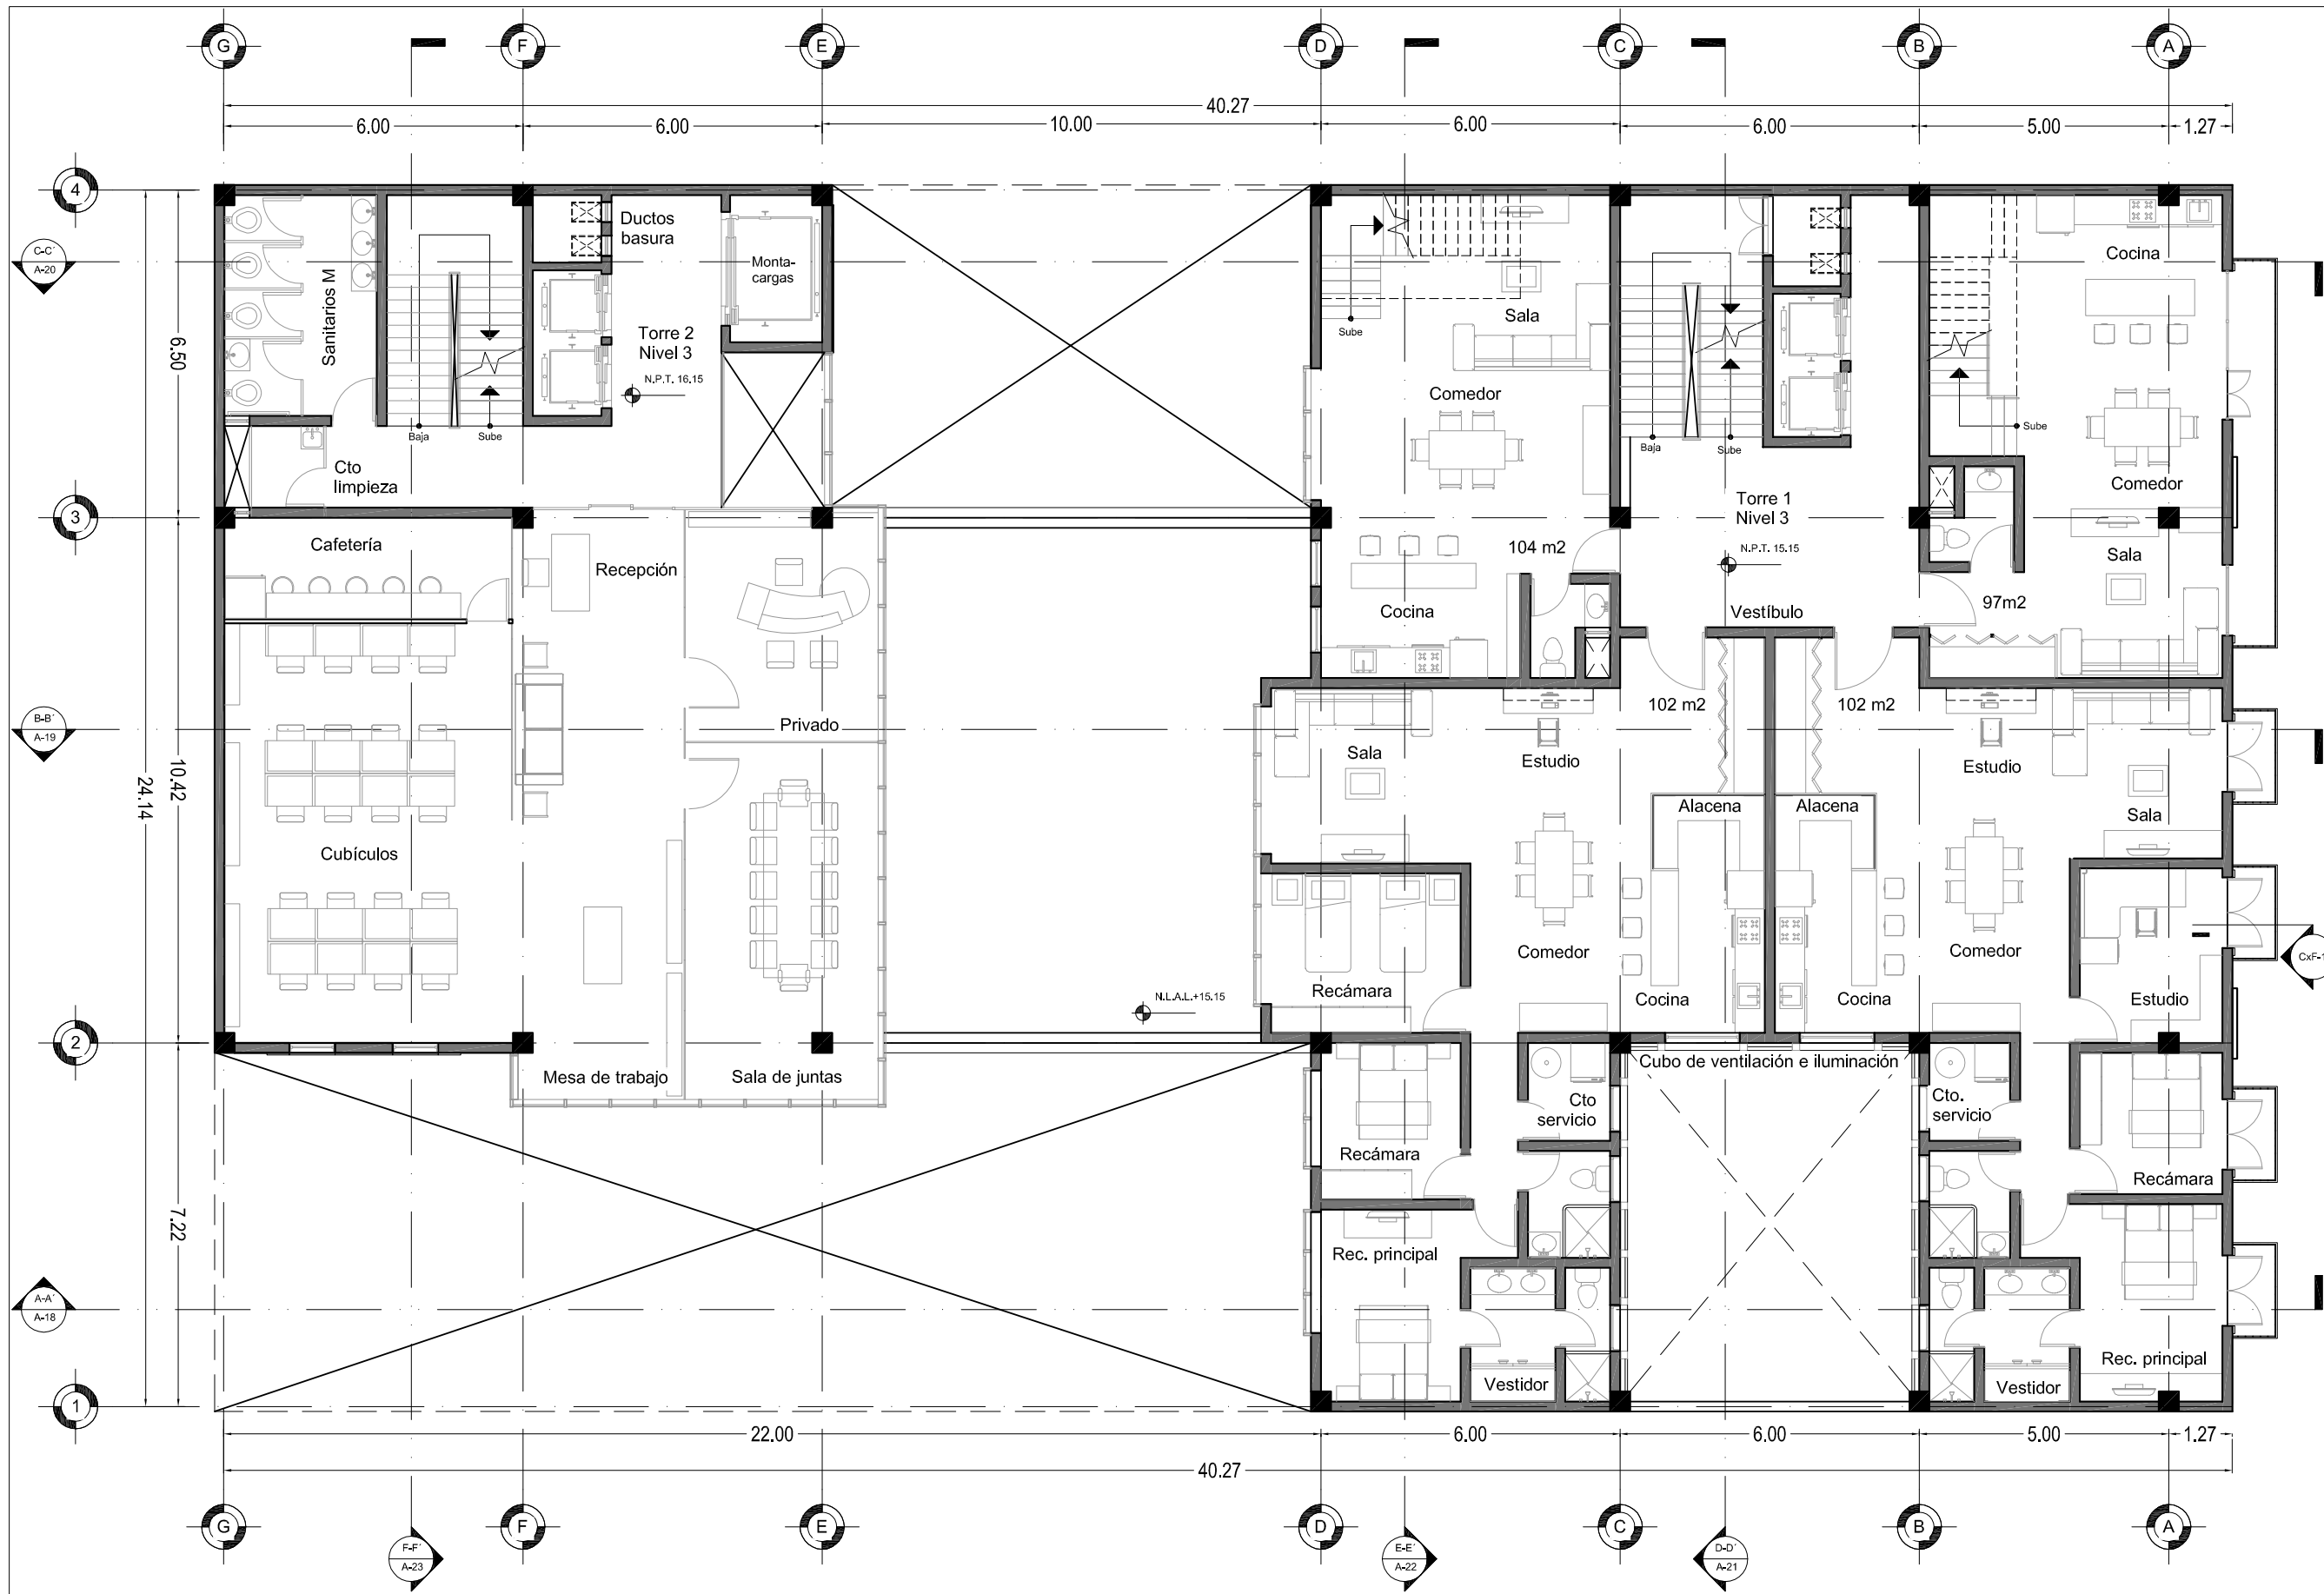 G
F
E
D
C
B
A
40.27
6.00
6.00
10.00
6.00
6.00
5.00
1.27
4
C-C'
A-20
6.50
Sanitarios M
Ductos
basura
Monta-
cargas
Torre 2
Nivel 3
N.P.T. 16.15
Baja
Sube
Cto
limpieza
Sube
Sala
Comedor
Baja
Sube
Cocina
Sube
Comedor
3
Torre 1
Nivel 3
N.P.T. 15.15
Cafetería
Recepción
104 m2
Cocina
Vestíbulo
Sala
97m2
B-B'
A-19
10.42
24.14
Privado
102 m2
102 m2
Sala
Estudio
Estudio
Alacena
Alacena
Sala
Cubículos
Comedor
Comedor
CxF-1
Recámara
Cocina
Cocina
Estudio
N.L.A.L.+15.15
2
Mesa de trabajo
Sala de juntas
Cubo de ventilación e iluminación
Cto
servicio
Cto.
servicio
Recámara
Recámara
7.22
Rec. principal
A-A'
A-18
Rec. principal
Vestidor
Vestidor
1
22.00
6.00
6.00
5.00
1.27
40.27
G
F
E
D
C
B
A
F-F'
A-23
E-E'
A-22
D-D'
A-21